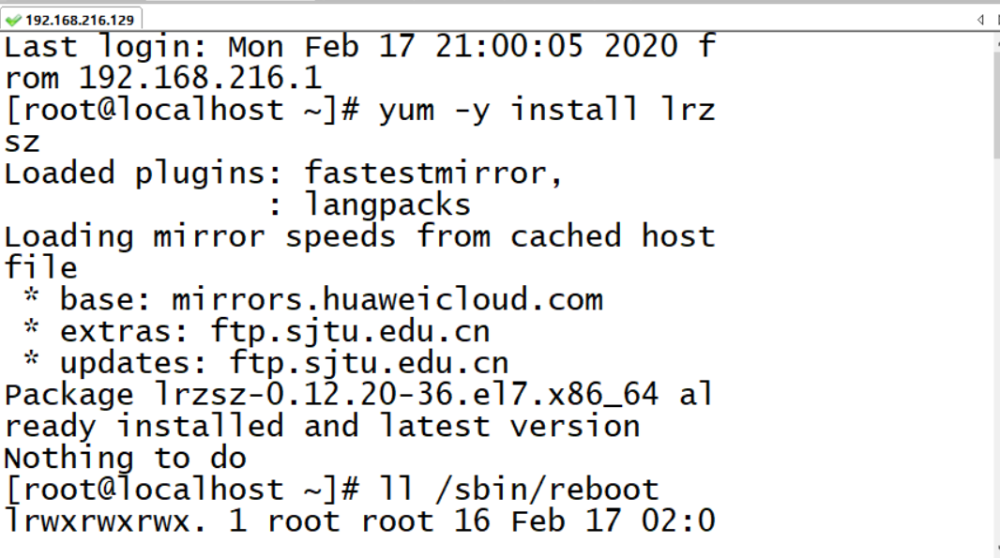 192.168.216.129
Last login: Mon Feb 17 21:00:05 2020 f
rom 192.168.216.1
[root@localhost ~]# yum -y install lrz
sz
Loaded plugins: fastestmirror,
              : langpacks
Loading mirror speeds from cached host
file
 * base: mirrors.huaweicloud.com
 * extras: ftp.sjtu.edu.cn
 * updates: ftp.sjtu.edu.cn
Package lrzsz-0.12.20-36.el7.x86_64 al
ready installed and latest version
Nothing to do
[root@localhost ~]# ll /sbin/reboot
lrwxrwxrwx. 1 root root 16 Feb 17 02:0